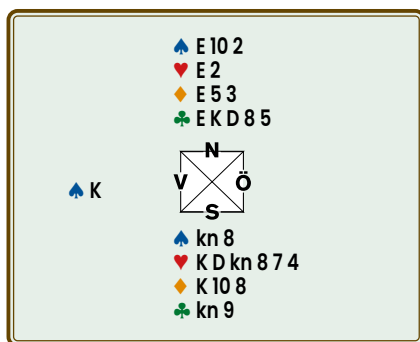 ♠ E 10 2
♥ E 2
♦ E 5 3
♣ E K D 8 5
N
♠ K
V Ö
S
♠ kn 8
♥ K D kn 8 7 4
♦ K 10 8
♣ kn 9